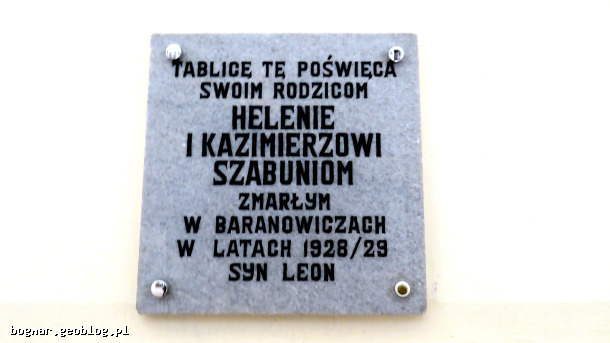 TABLICĘ TĘ POŚWIĘCA
SWOIM RODZICOM
HELENIE
I KAZIMIERZOWI
SZABUNIOM
ZMARŁYM
W BARANOWICZACH
W LATACH 1928/29
SYN LEON
bognar.geoblog.pl